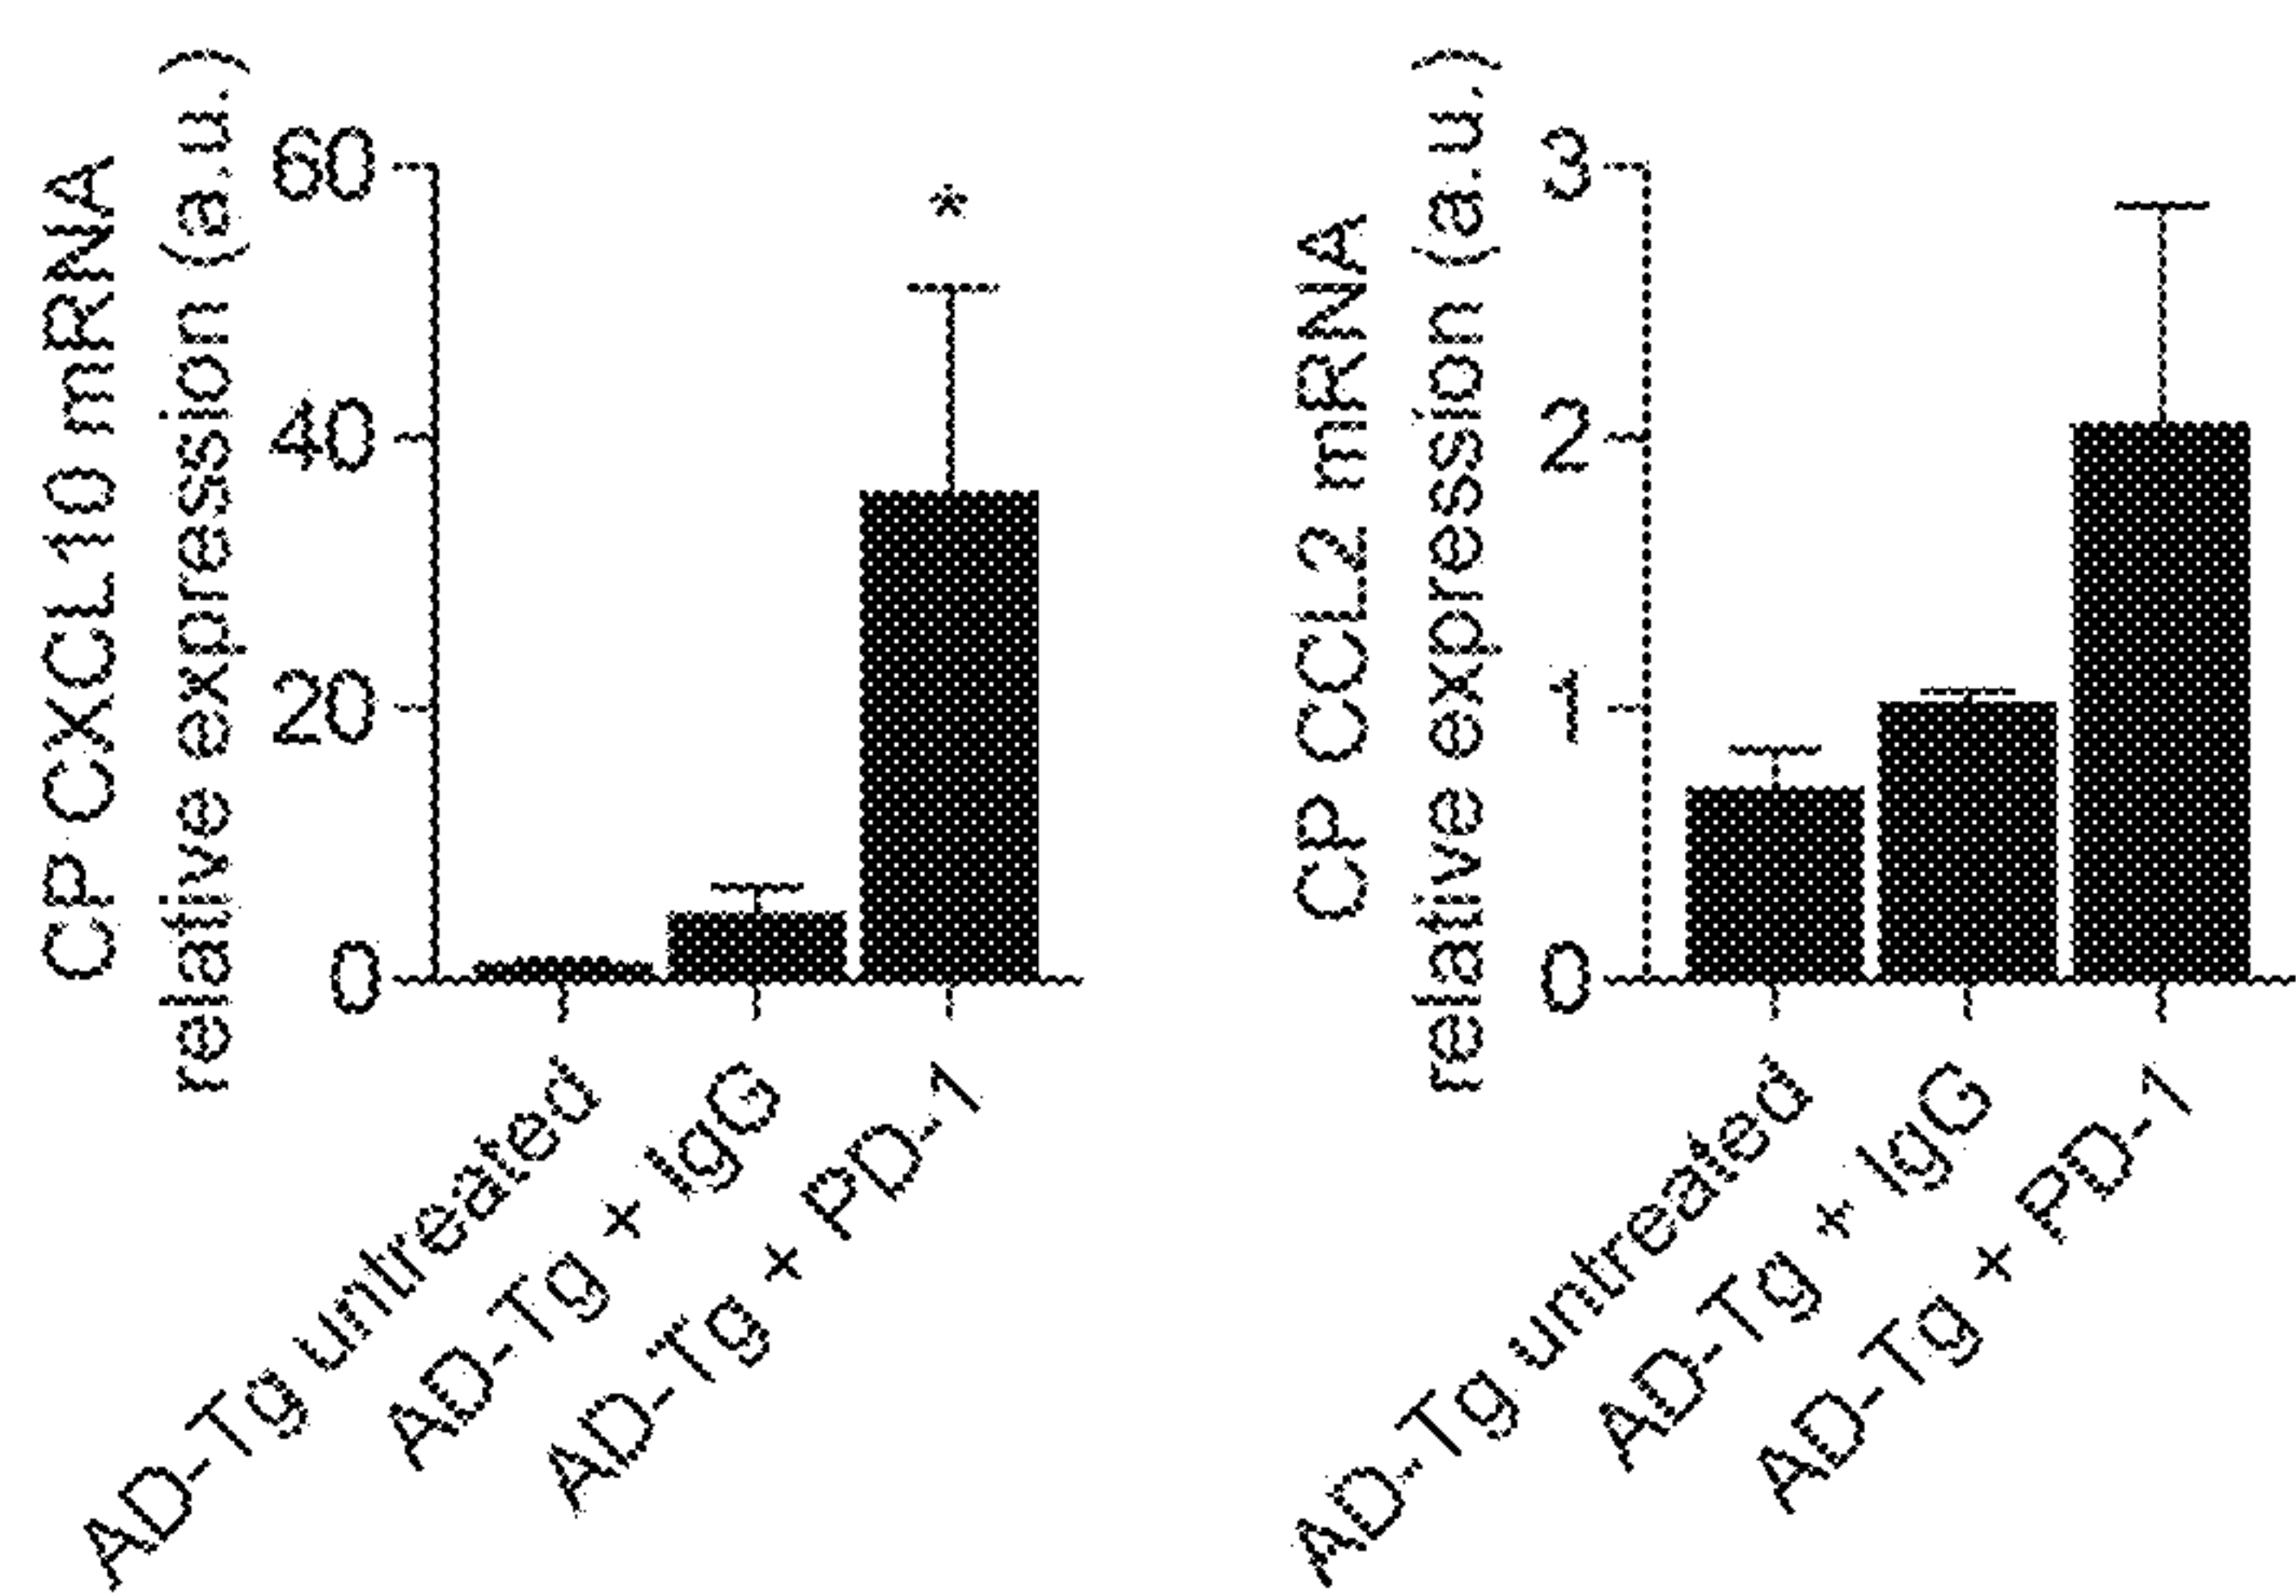 CP CXCL10 mRNA
relative expression (a.u.)
60
40
20
0
*
AD-Tg untreated
AD-Tg + IgG
AD-Tg + PD-1
CP CCL2 mRNA
relative expression (a.u.)
3
2
1
0
AD-Tg untreated
AD-Tg + IgG
AD-Tg + PD-1